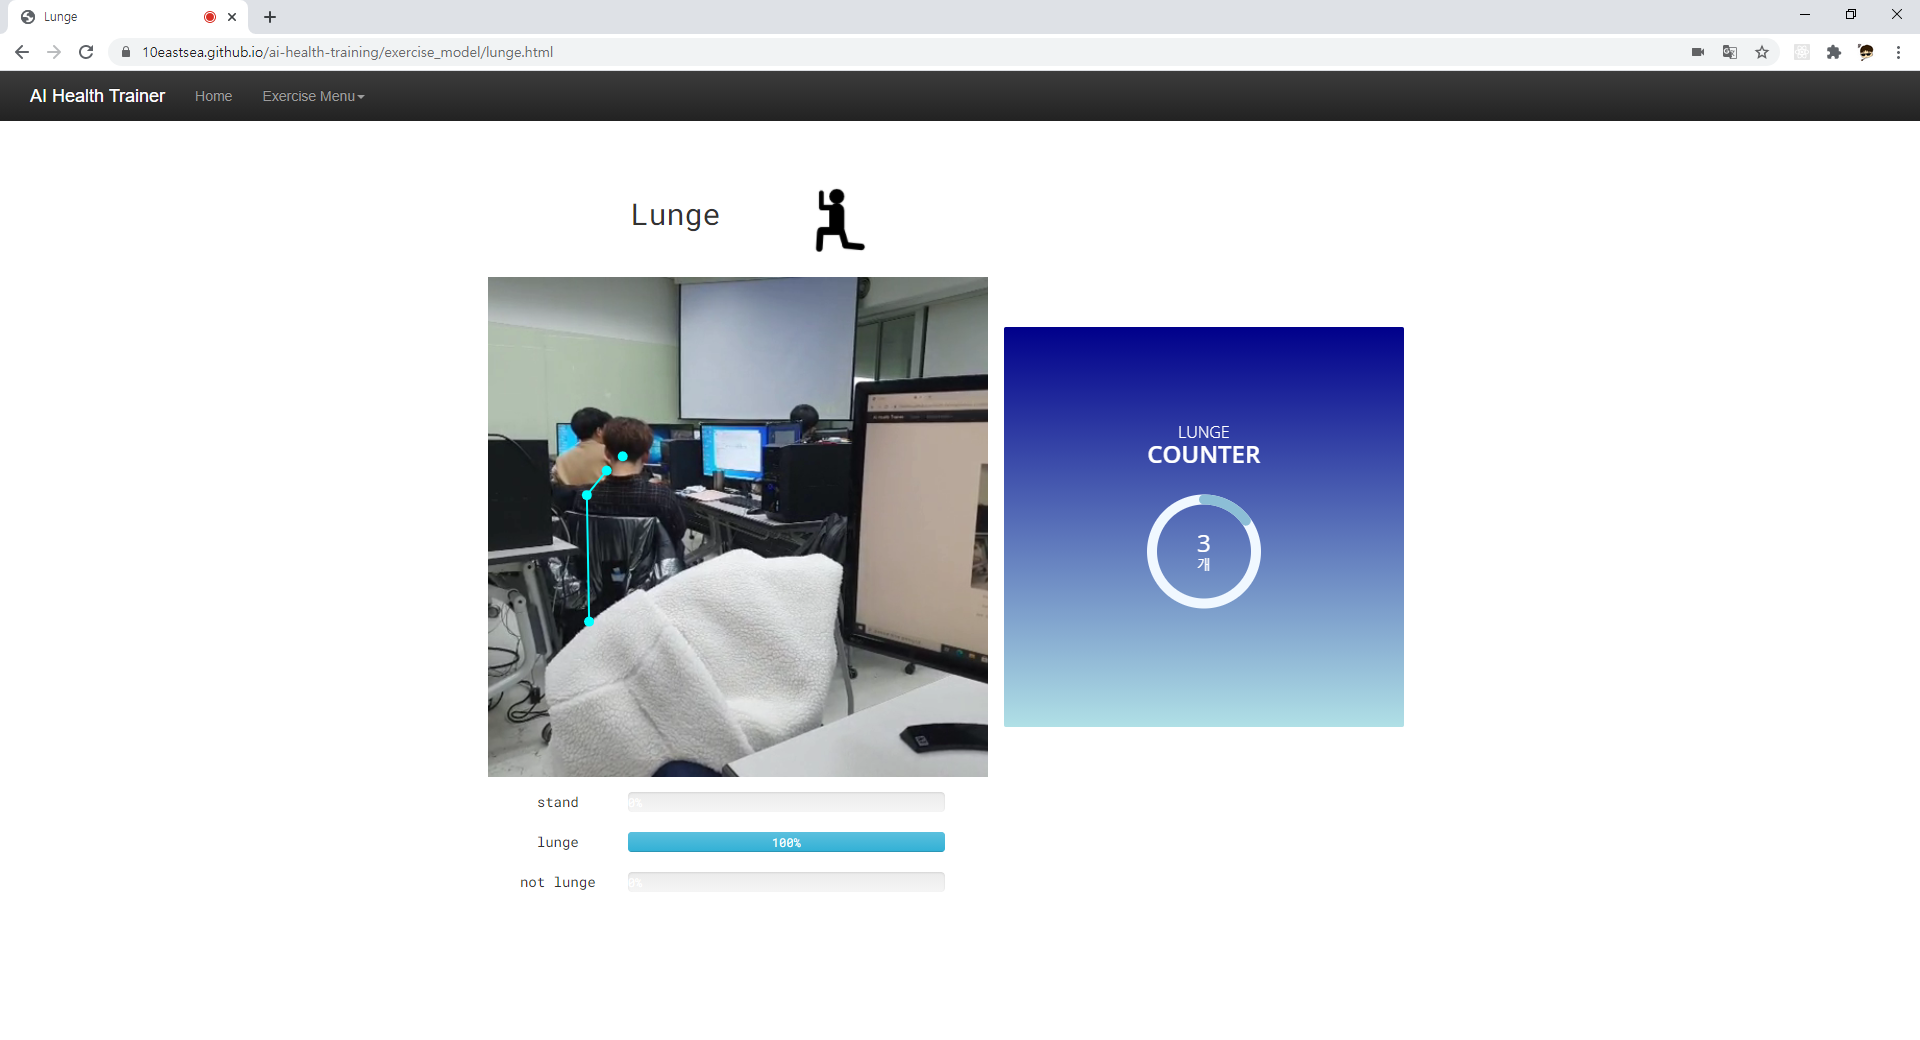 Lunge
10eastsea.github.io/ai-health-training/exercise_model/lunge.html
AI Health Trainer Home Exercise Menu
Lunge
LUNGE
COUNTER
3
개
stand 0%
lunge 100%
not lunge 0%